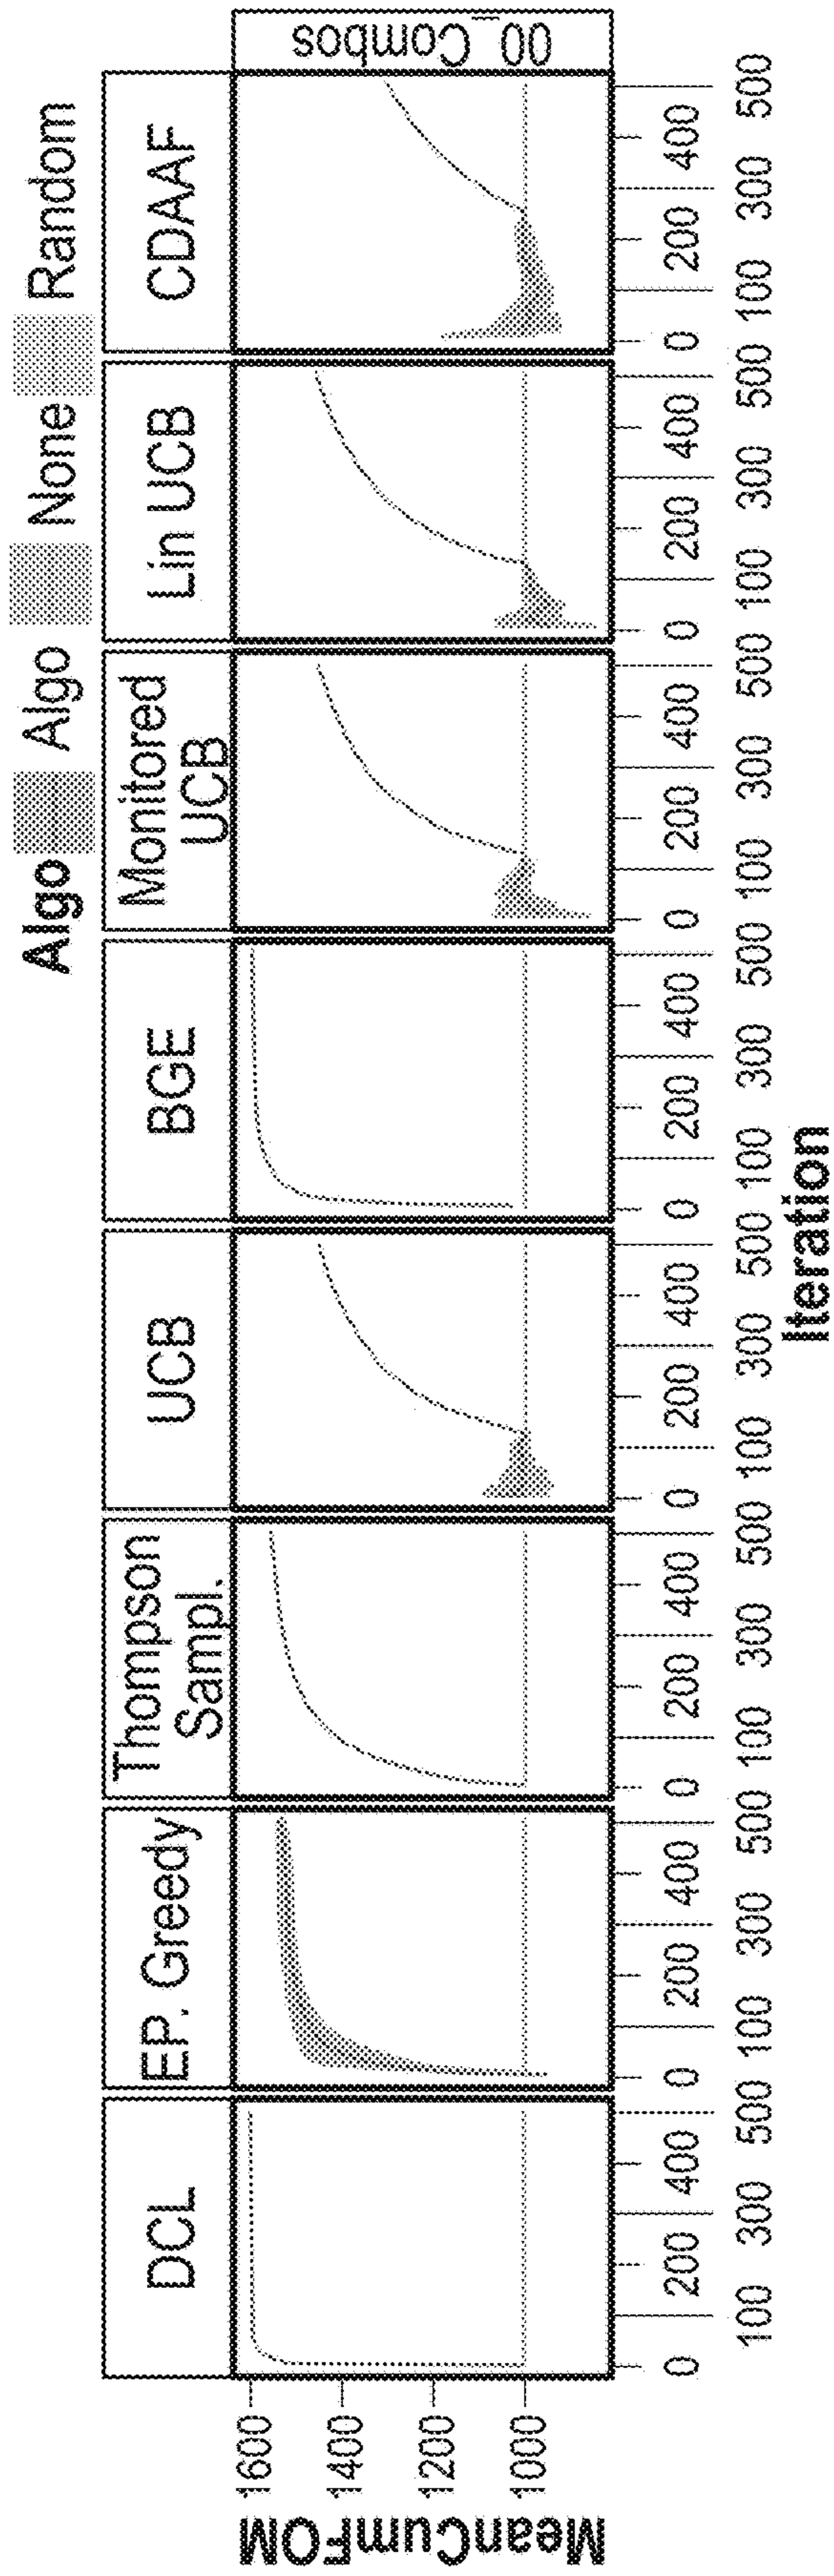 Algo Algo None Random
DCL
EP. Greedy
Thompson
Sampl.
UCB
BGE
Monitored
UCB
Lin UCB
CDAAF
00_Combos
MeanCumFOM
1600
1400
1200
1000
0 200 400 0 200 400 0 200 400 0 200 400 0 200 400 0 200 400 0 200 400 0 200 400
100 300 500 100 300 500 100 300 500 100 300 500 100 300 500 100 300 500 100 300 500 100 300 500
Iteration